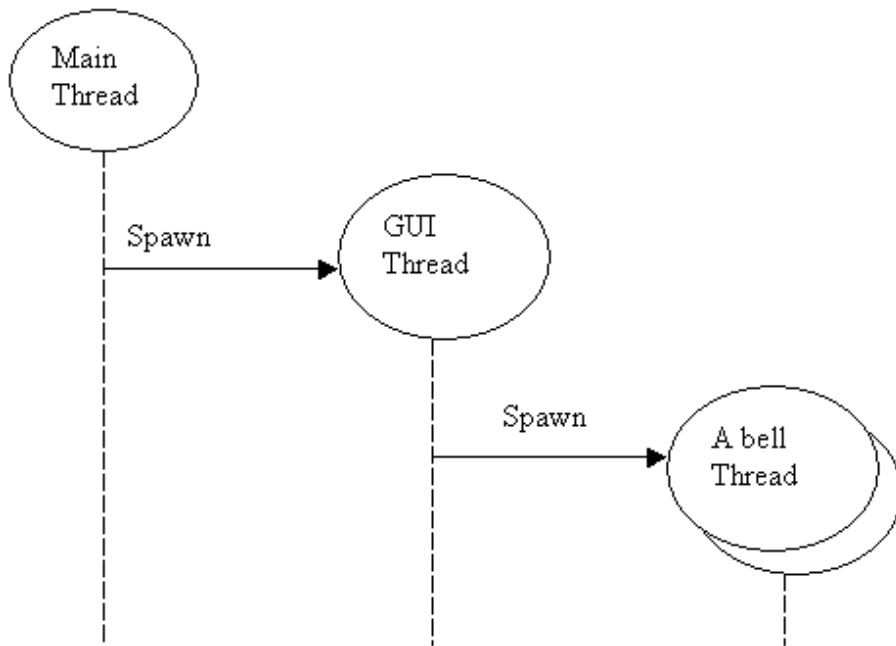 Main
Thread
Spawn
GUI
Thread
Spawn
A bell
Thread